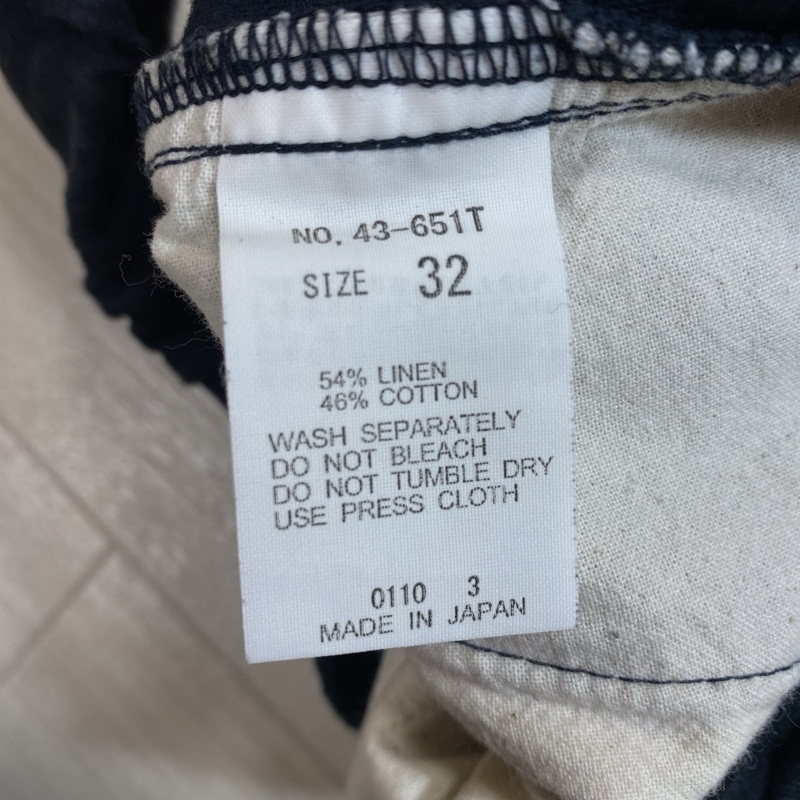 NO. 43-651T
SIZE 32
54% LINEN
46% COTTON
WASH SEPARATELY
DO NOT BLEACH
DO NOT TUMBLE DRY
USE PRESS CLOTH
0110 3
MADE IN JAPAN